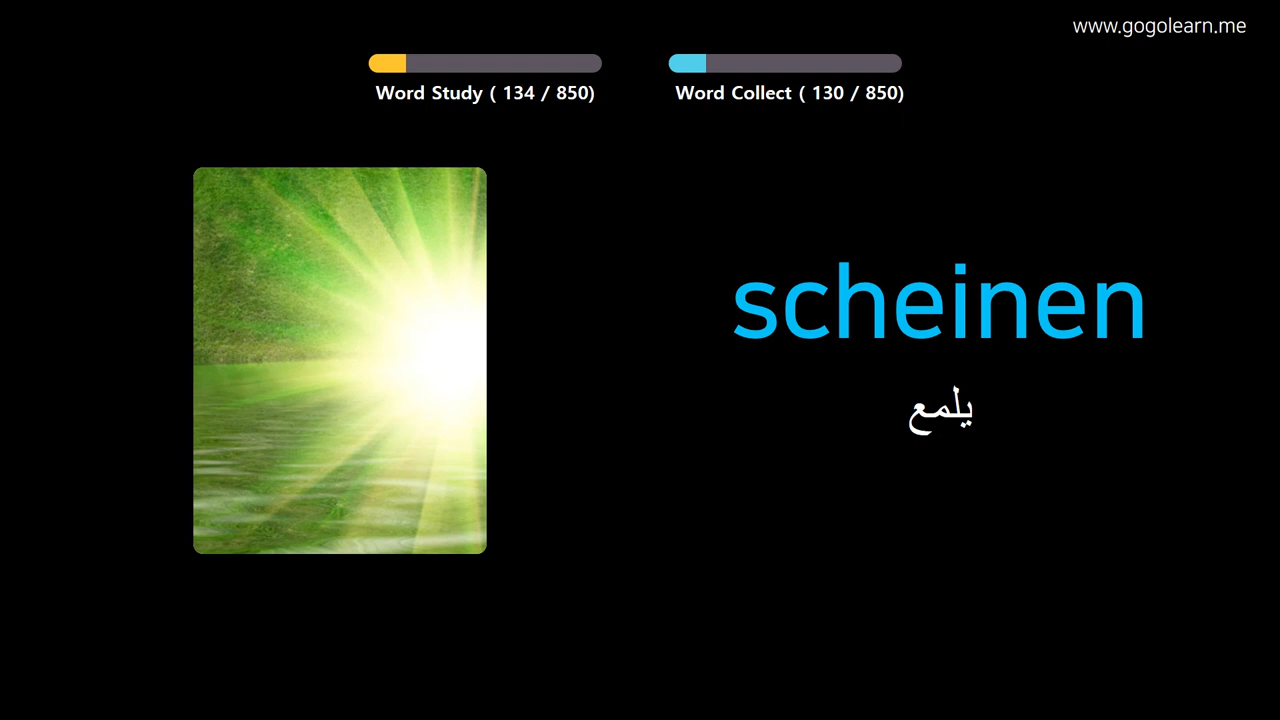 www.gogolearn.me
Word Study ( 134 / 850)
Word Collect ( 130 / 850)
scheinen
يلمع